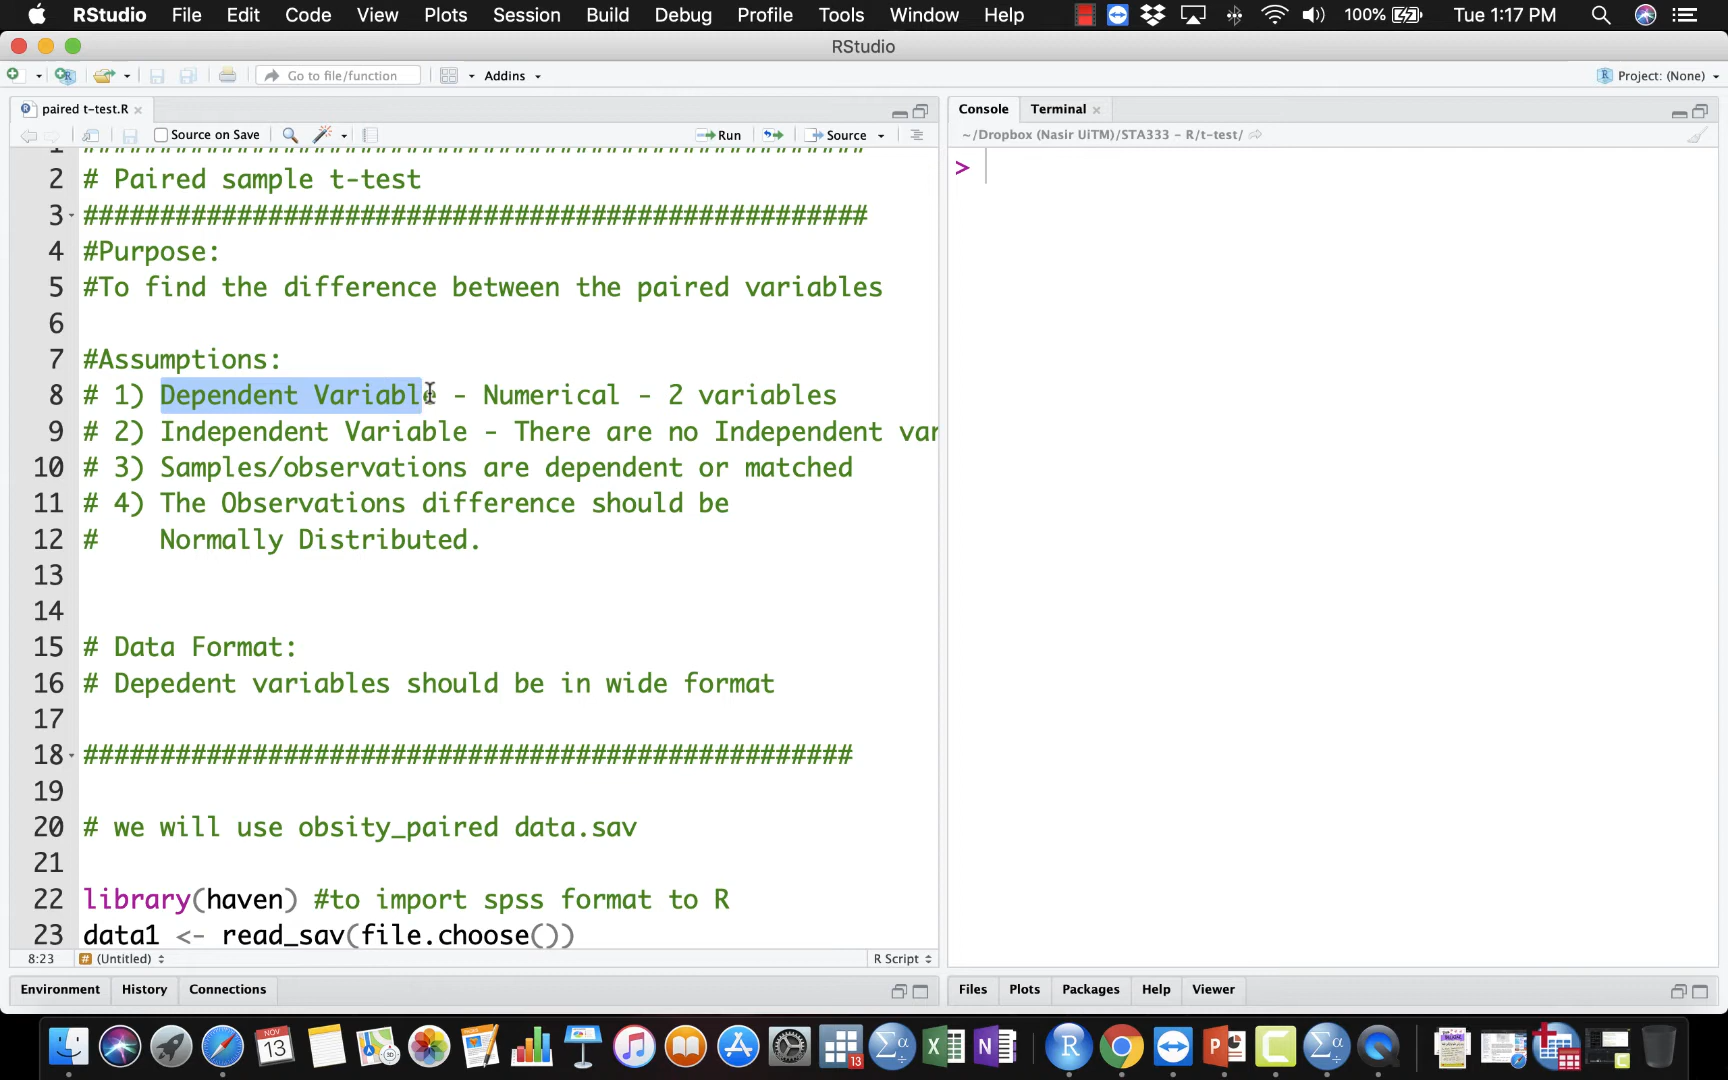 RStudio File Edit Code View Plots Session Build Debug Profile Tools Window Help 100% Tue 1:17 PM
RStudio
Go to file/function Addins Project: (None)
paired t-test.R
Source on Save Run Source
2 # Paired sample t-test
3 ###################################################
4 #Purpose:
5 #To find the difference between the paired variables
6
7 #Assumptions:
8 # 1) Dependent Variable - Numerical - 2 variables
9 # 2) Independent Variable - There are no Independent var
10 # 3) Samples/observations are dependent or matched
11 # 4) The Observations difference should be
12 #    Normally Distributed.
13
14
15 # Data Format:
16 # Depedent variables should be in wide format
17
18 ##################################################
19
20 # we will use obsity_paired data.sav
21
22 library(haven) #to import spss format to R
23 data1 <- read_sav(file.choose())
8:23 # (Untitled) R Script
Environment History Connections
Console Terminal
~/Dropbox (Nasir UiTM)/STA333 - R/t-test/
>
Files Plots Packages Help Viewer
NOV
13
13